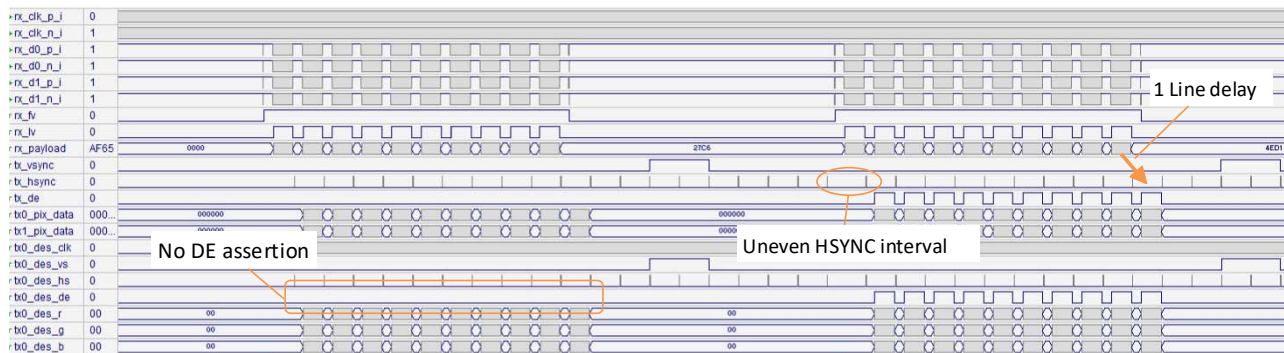 rx_clk_p_i 0
rx_clk_n_i 1
rx_d0_p_i 1
rx_d0_n_i 1
rx_d1_p_i 1
rx_d1_n_i 1
1 Line delay
rx_fv 0
rx_lv 0
rx_payload AF65 0000 27C6 4ED1
tx_vsync 0
tx_hsync 0
tx_de 0
tx0_pix_data 000... 000000 000000
tx1_pix_data 000... 000000
tx0_des_clk 0
No DE assertion
Uneven HSYNC interval
tx0_des_vs 0
tx0_des_hs 0
tx0_des_de 0
tx0_des_r 00 00 00
tx0_des_g 00 00 00
tx0_des_b 00 00 00